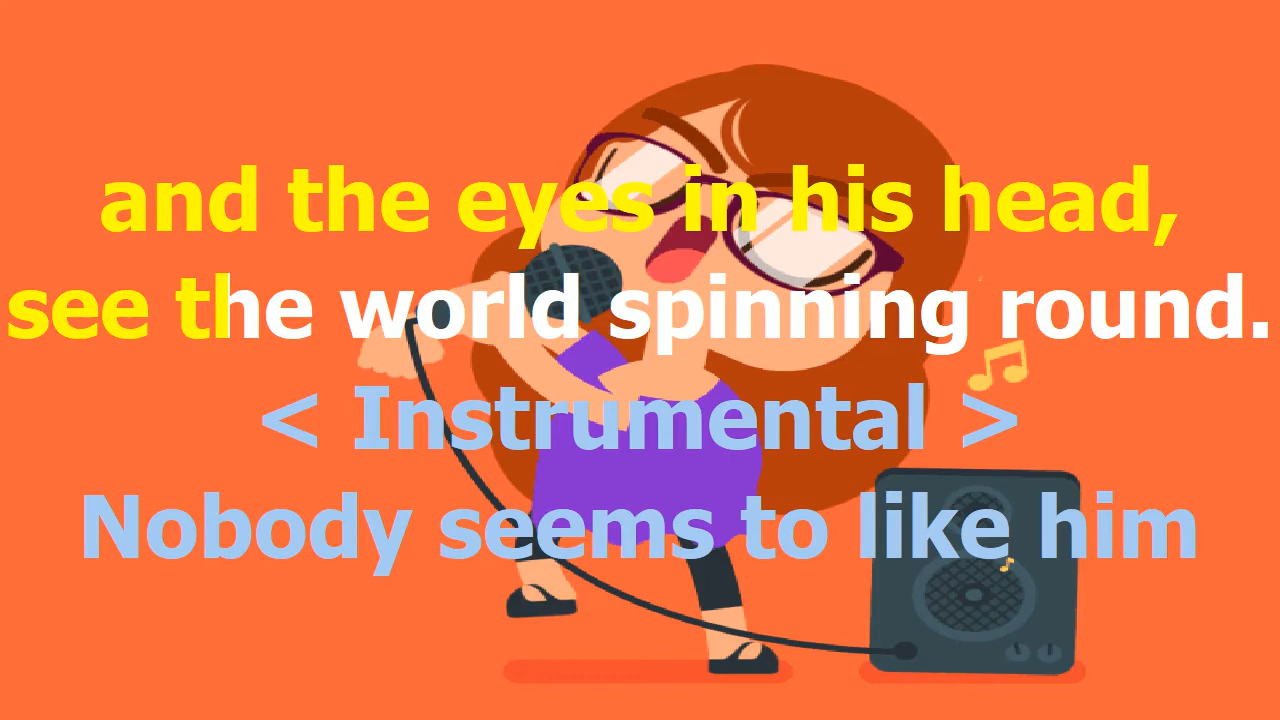 and the eyes in his head,
see the world spinning round.
< Instrumental >
Nobody seems to like him